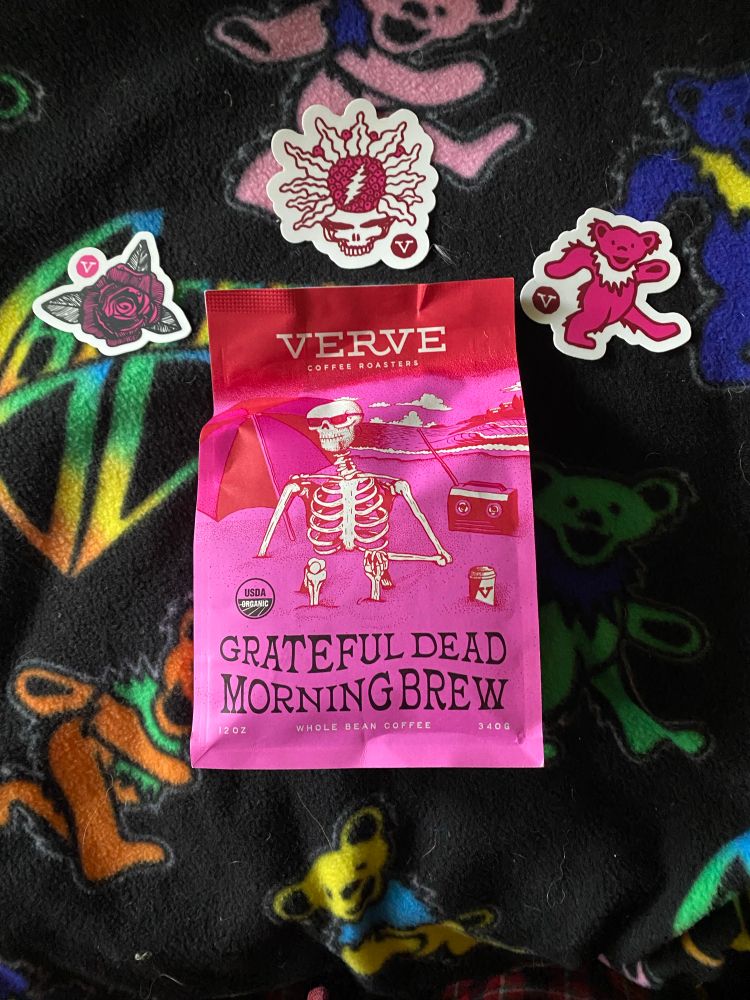 V
V
V
VERVE
COFFEE ROASTERS
USDA
ORGANIC
V
GRATEFUL DEAD
MORNING BREW
12 OZ WHOLE BEAN COFFEE 340G